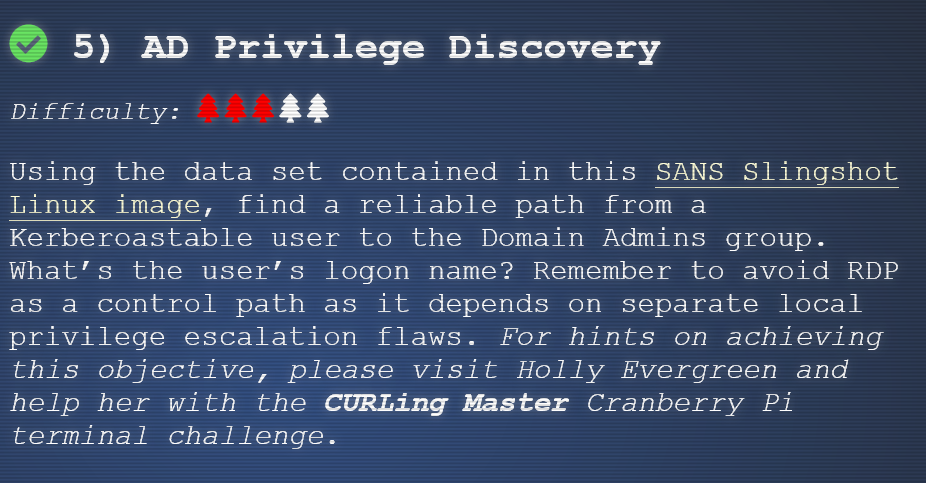 5) AD Privilege Discovery
Difficulty:
Using the data set contained in this SANS Slingshot
Linux image, find a reliable path from a
Kerberoastable user to the Domain Admins group.
What’s the user’s logon name? Remember to avoid RDP
as a control path as it depends on separate local
privilege escalation flaws. For hints on achieving
this objective, please visit Holly Evergreen and
help her with the CURLing Master Cranberry Pi
terminal challenge.